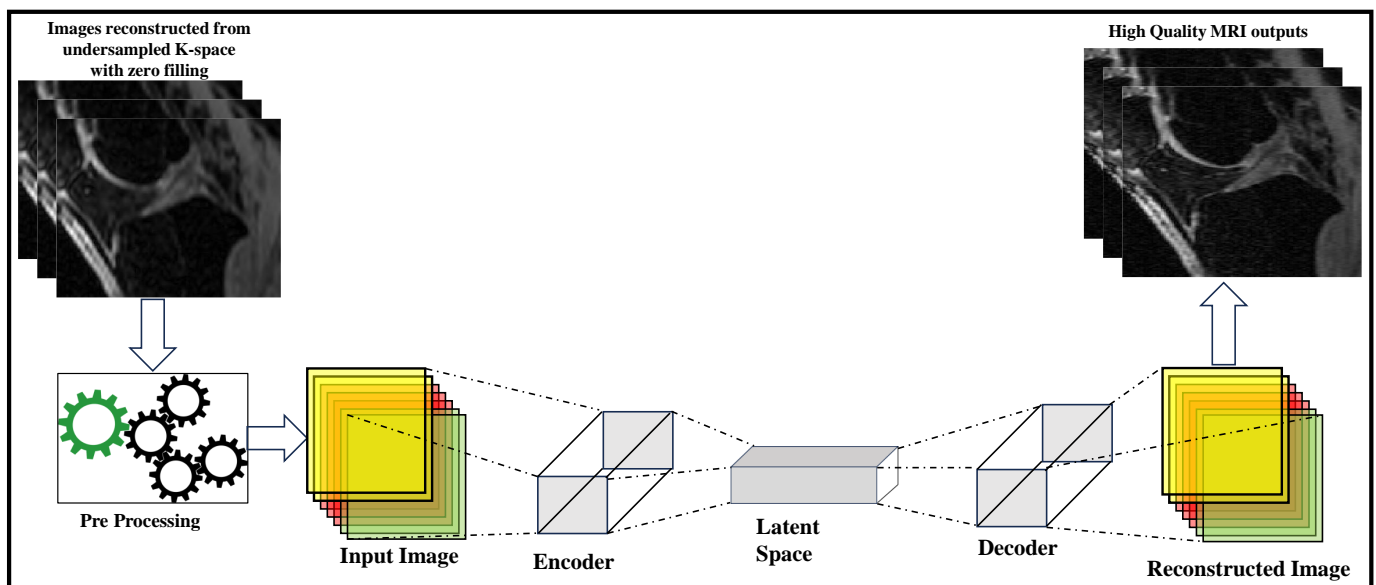 Images reconstructed from
undersampled K-space
with zero filling
High Quality MRI outputs
Pre Processing
Input Image
Encoder
Latent
Space
Decoder
Reconstructed Image